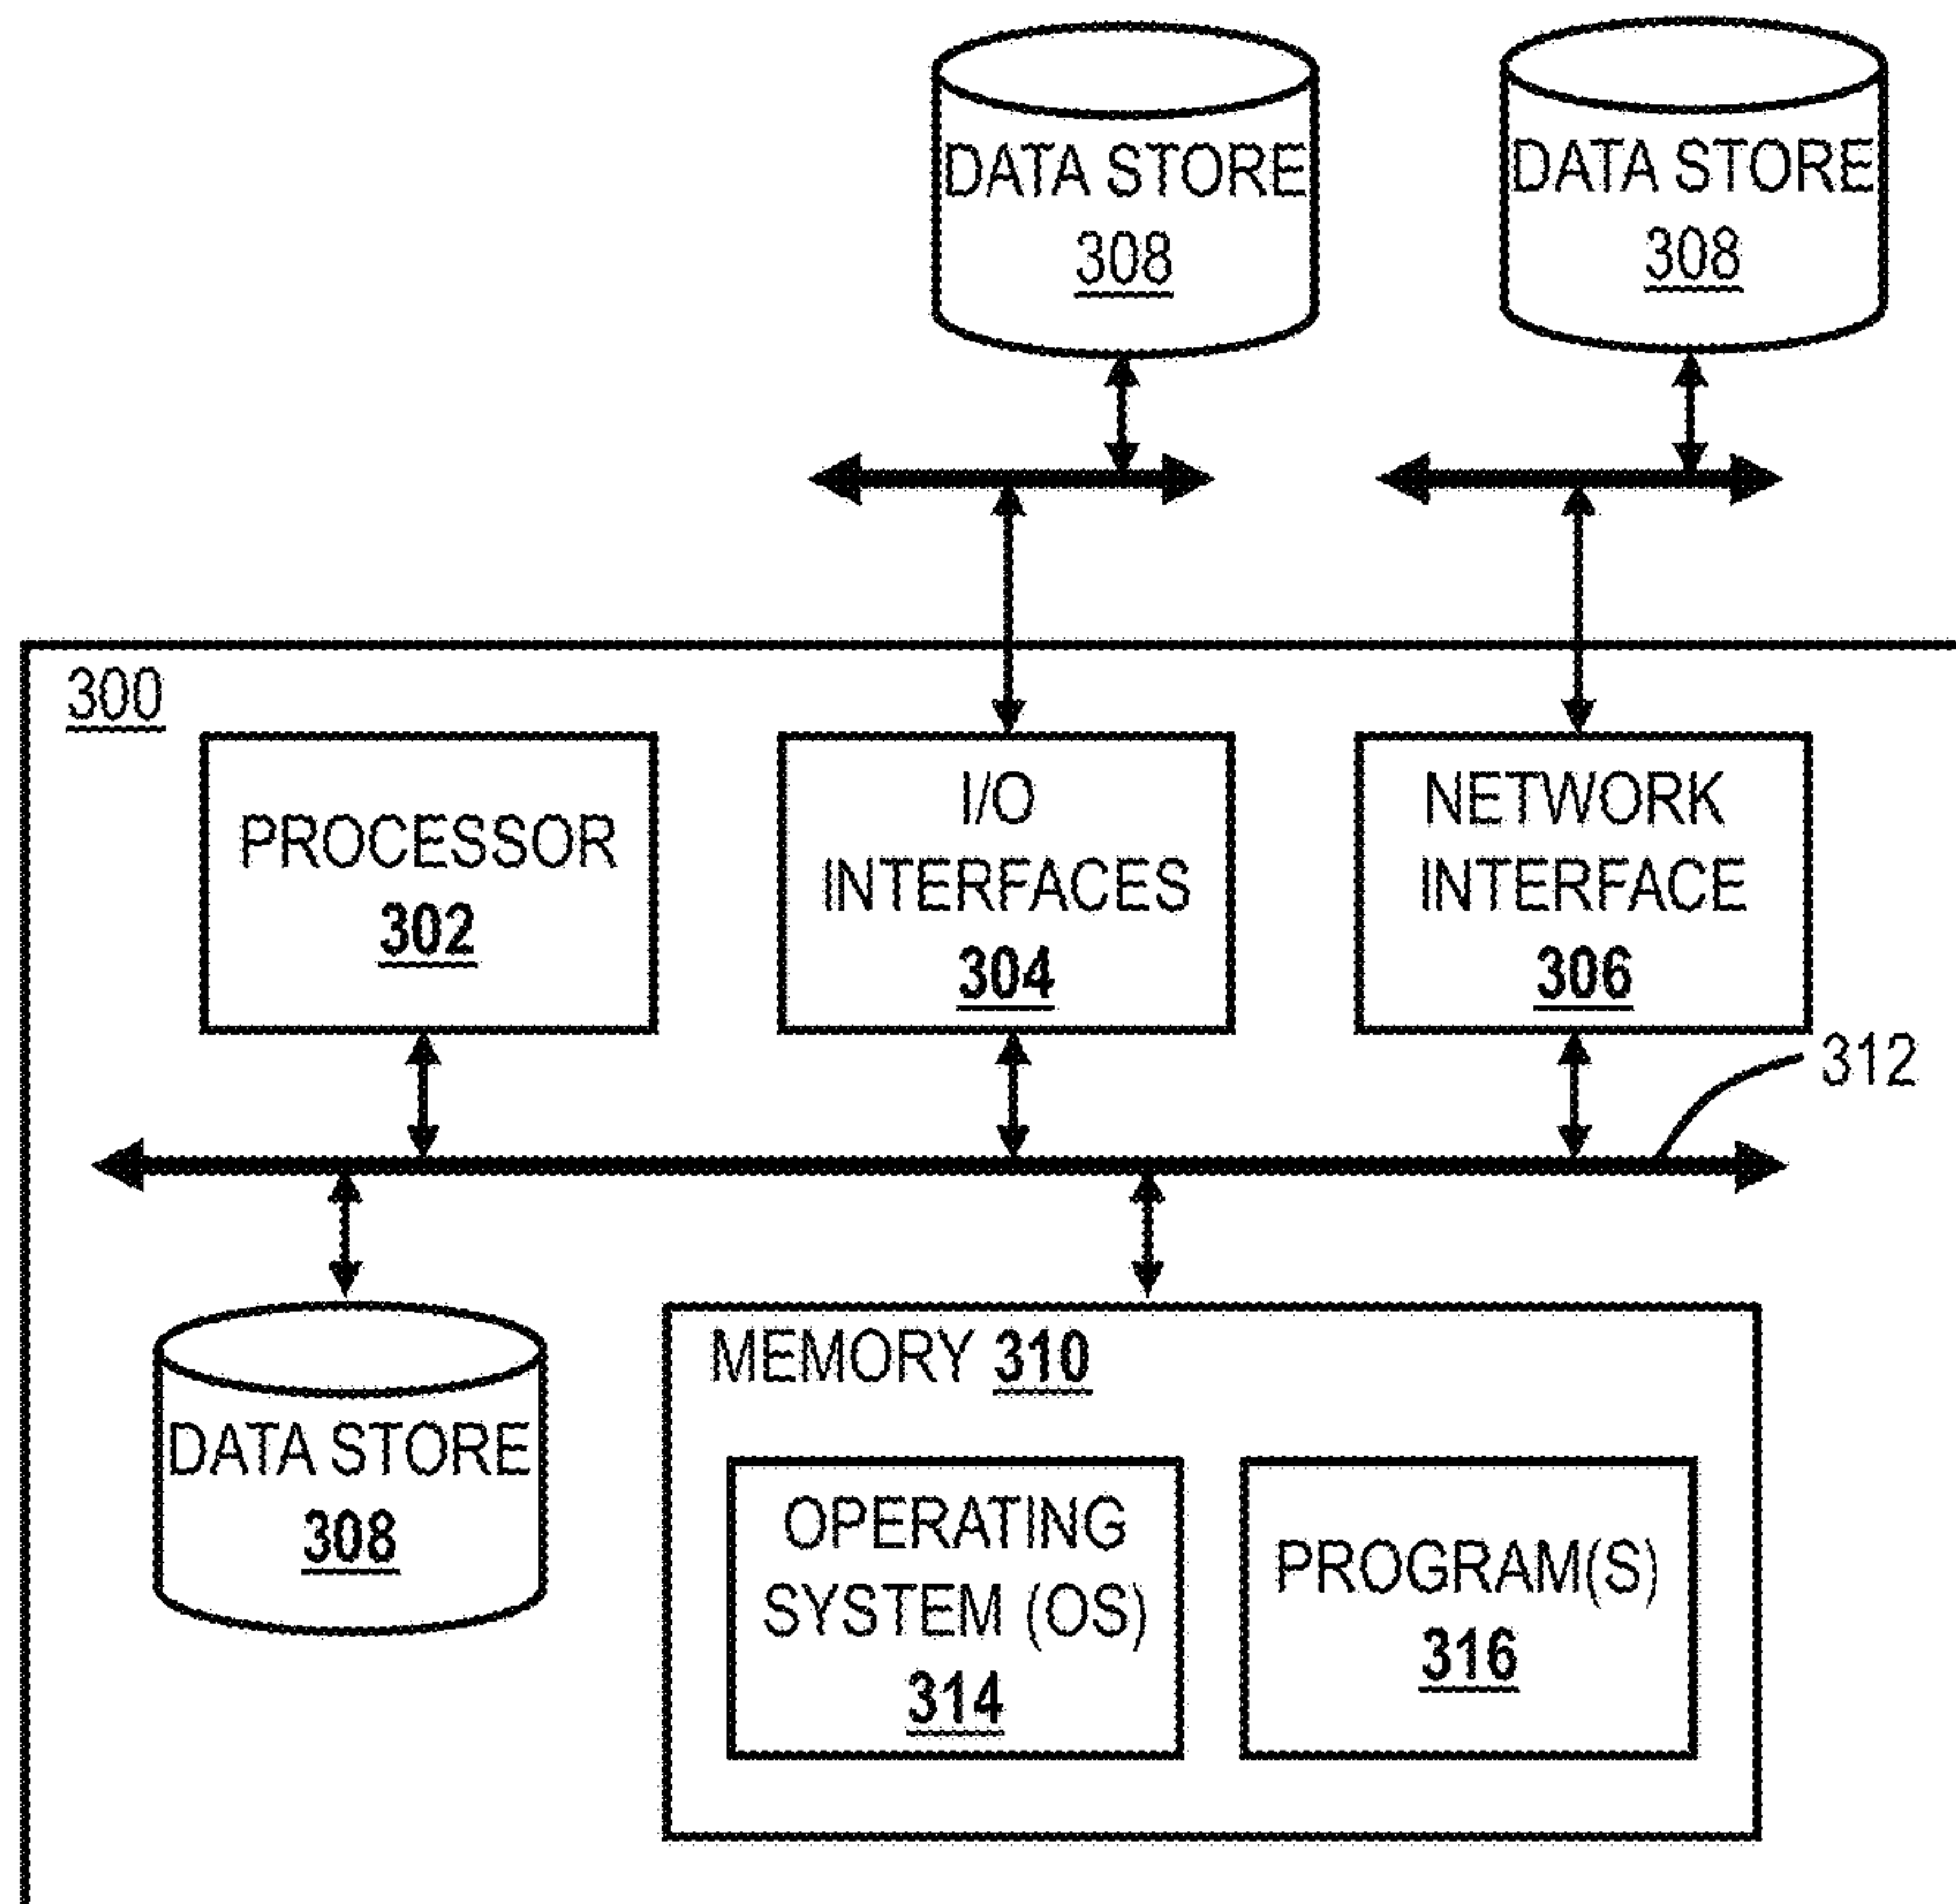 DATA STORE
308
DATA STORE
308
300
PROCESSOR
302
I/O
INTERFACES
304
NETWORK
INTERFACE
306
312
DATA STORE
308
MEMORY 310
OPERATING
SYSTEM (OS)
314
PROGRAM(S)
316